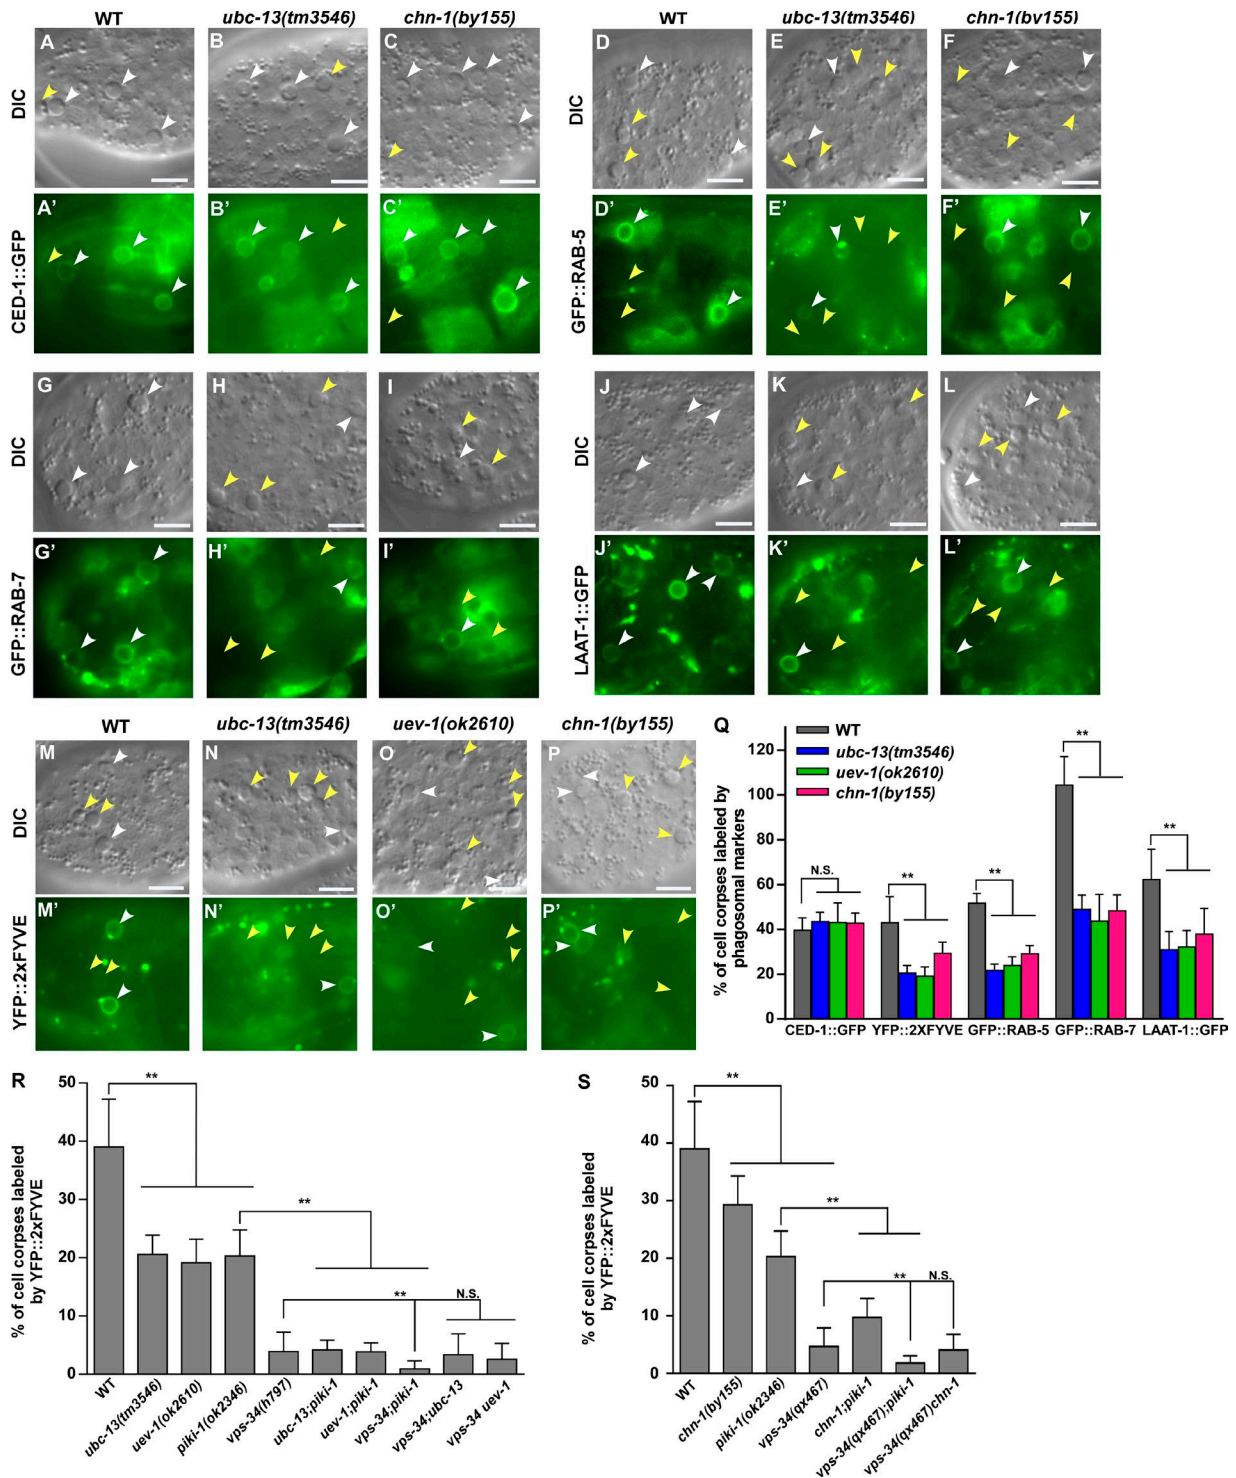 WT ubc-13(tm3546) chn-1(by155) WT ubc-13(tm3546) chn-1(by155)
A B C D E F
DIC DIC
A' B' C' D' E' F'
CED-1::GFP GFP::RAB-5
G H I J K L
DIC DIC
G' H' I' J' K' L'
GFP::RAB-7 LAAT-1::GFP
WT ubc-13(tm3546) uev-1(ok2610) chn-1(by155)
M N O P
DIC
M' N' O' P'
YFP::2xFYVE
Q
WT
ubc-13(tm3546)
uev-1(ok2610)
chn-1(by155)
% of cell corpses labeled by
phagosomal markers
120
100
80
60
40
20
0
N.S. ** ** ** **
CED-1::GFP YFP::2XFYVE GFP::RAB-5 GFP::RAB-7 LAAT-1::GFP
R
% of cell corpses labeled
by YFP::2xFYVE
50
40
30
20
10
0
** ** ** N.S.
WT
ubc-13(tm3546)
uev-1(ok2610)
piki-1(ok2346)
vps-34(h797)
ubc-13;piki-1
uev-1;piki-1
vps-34;piki-1
vps-34;ubc-13
vps-34 uev-1
S
% of cell corpses labeled
by YFP::2xFYVE
50
40
30
20
10
0
** ** ** N.S.
WT
chn-1(by155)
piki-1(ok2346)
vps-34(qx467)
chn-1;piki-1
vps-34(qx467);piki-1
vps-34(qx467)chn-1